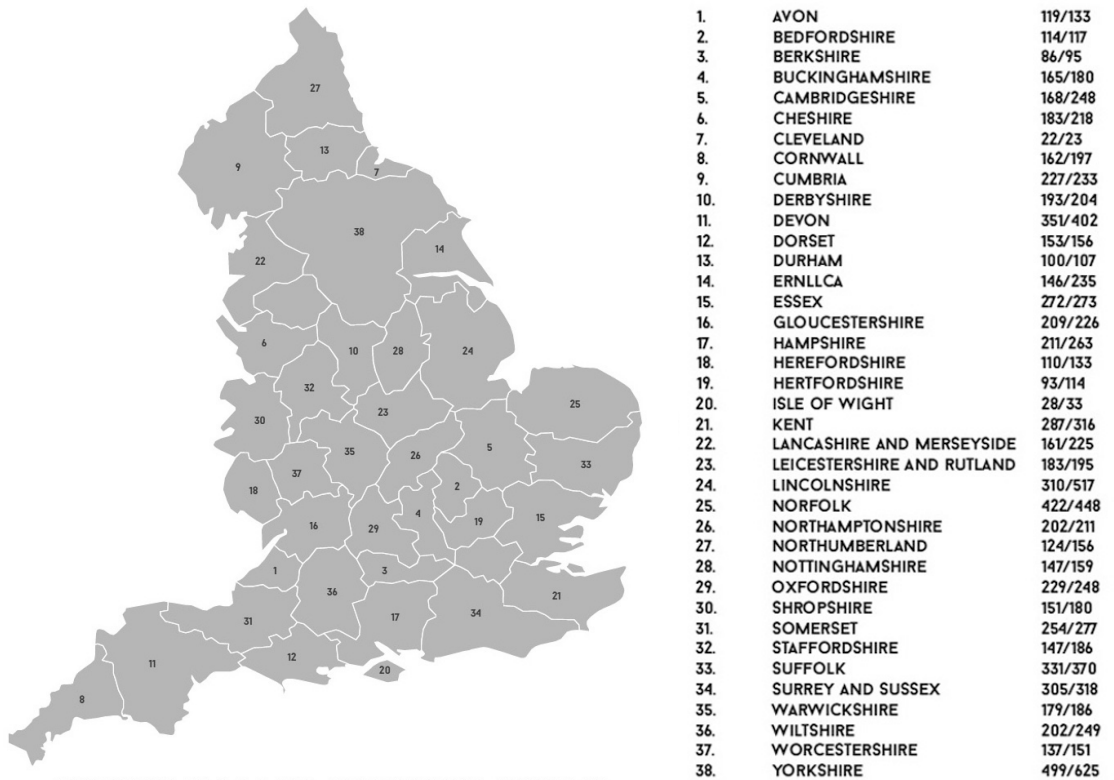 27
13
9
7
38
14
22
6
10
28
24
32
25
23
30
35
5
26
33
37
2
18
4
19
15
16
29
1
3
36
21
17
34
31
12
11
20
8
1. AVON 119/133
2. BEDFORDSHIRE 114/117
3. BERKSHIRE 86/95
4. BUCKINGHAMSHIRE 165/180
5. CAMBRIDGESHIRE 168/248
6. CHESHIRE 183/218
7. CLEVELAND 22/23
8. CORNWALL 162/197
9. CUMBRIA 227/233
10. DERBYSHIRE 193/204
11. DEVON 351/402
12. DORSET 153/156
13. DURHAM 100/107
14. ERNLLCA 146/235
15. ESSEX 272/273
16. GLOUCESTERSHIRE 209/226
17. HAMPSHIRE 211/263
18. HEREFORDSHIRE 110/133
19. HERTFORDSHIRE 93/114
20. ISLE OF WIGHT 28/33
21. KENT 287/316
22. LANCASHIRE AND MERSEYSIDE 161/225
23. LEICESTERSHIRE AND RUTLAND 183/195
24. LINCOLNSHIRE 310/517
25. NORFOLK 422/448
26. NORTHAMPTONSHIRE 202/211
27. NORTHUMBERLAND 124/156
28. NOTTINGHAMSHIRE 147/159
29. OXFORDSHIRE 229/248
30. SHROPSHIRE 151/180
31. SOMERSET 254/277
32. STAFFORDSHIRE 147/186
33. SUFFOLK 331/370
34. SURREY AND SUSSEX 305/318
35. WARWICKSHIRE 179/186
36. WILTSHIRE 202/249
37. WORCESTERSHIRE 137/151
38. YORKSHIRE 499/625